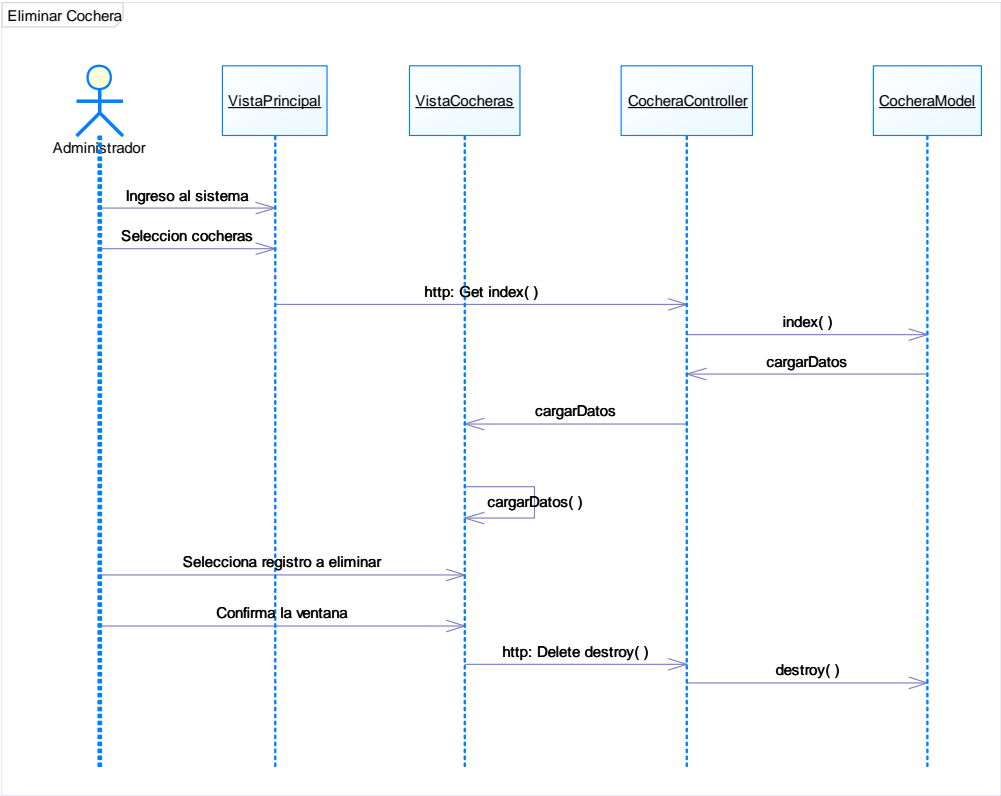 Eliminar Cochera
VistaPrincipal
VistaCocheras
CocheraController
CocheraModel
Administrador
Ingreso al sistema
Seleccion cocheras
http: Get index( )
index( )
cargarDatos
cargarDatos
cargarDatos( )
Selecciona registro a eliminar
Confirma la ventana
http: Delete destroy( )
destroy( )